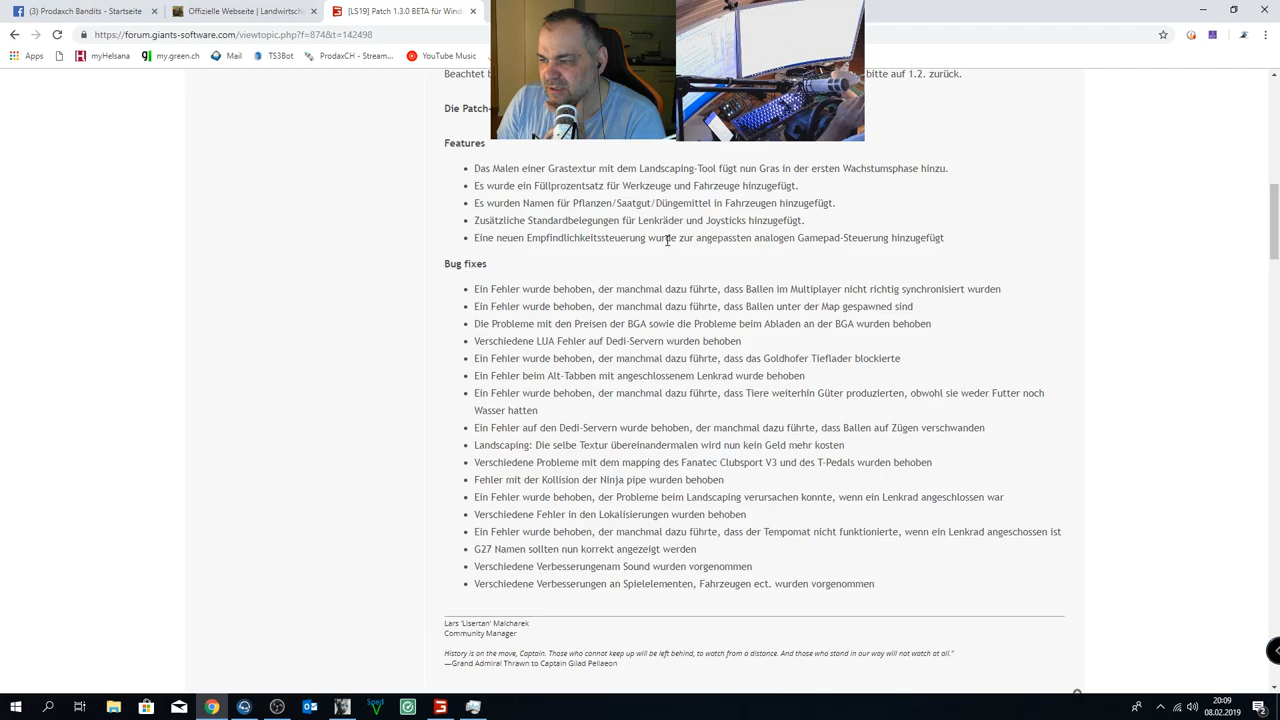 (3) Prodaxch Bandits - Startseite
Offizielle Webseite | Landwirtsch
[LS19] Patch 1.3.0 BETA für Wind
https://forum.giants-software.com/viewtopic.php?f=874&t=142498
Apps
myHelsana
my.green.ch
Mail
TS3Bot
ProdaxCH - Stream...
YouTube Music
Beachtet b
bitte auf 1.2. zurück.
Die Patch-
Features
Das Malen einer Grastextur mit dem Landscaping-Tool fügt nun Gras in der ersten Wachstumsphase hinzu.
Es wurde ein Füllprozentsatz für Werkzeuge und Fahrzeuge hinzugefügt.
Es wurden Namen für Pflanzen/Saatgut/Düngemittel in Fahrzeugen hinzugefügt.
Zusätzliche Standardbelegungen für Lenkräder und Joysticks hinzugefügt.
Eine neuen Empfindlichkeitssteuerung wurde zur angepassten analogen Gamepad-Steuerung hinzugefügt
Bug fixes
Ein Fehler wurde behoben, der manchmal dazu führte, dass Ballen im Multiplayer nicht richtig synchronisiert wurden
Ein Fehler wurde behoben, der manchmal dazu führte, dass Ballen unter der Map gespawned sind
Die Probleme mit den Preisen der BGA sowie die Probleme beim Abladen an der BGA wurden behoben
Verschiedene LUA Fehler auf Dedi-Servern wurden behoben
Ein Fehler wurde behoben, der manchmal dazu führte, dass das Goldhofer Tieflader blockierte
Ein Fehler beim Alt-Tabben mit angeschlossenem Lenkrad wurde behoben
Ein Fehler wurde behoben, der manchmal dazu führte, dass Tiere weiterhin Güter produzierten, obwohl sie weder Futter noch
Wasser hatten
Ein Fehler auf den Dedi-Servern wurde behoben, der manchmal dazu führte, dass Ballen auf Zügen verschwanden
Landscaping: Die selbe Textur übereinandermalen wird nun kein Geld mehr kosten
Verschiedene Probleme mit dem mapping des Fanatec Clubsport V3 und des T-Pedals wurden behoben
Fehler mit der Kollision der Ninja pipe wurden behoben
Ein Fehler wurde behoben, der Probleme beim Landscaping verursachen konnte, wenn ein Lenkrad angeschlossen war
Verschiedene Fehler in den Lokalisierungen wurden behoben
Ein Fehler wurde behoben, der manchmal dazu führte, dass der Tempomat nicht funktionierte, wenn ein Lenkrad angeschossen ist
G27 Namen sollten nun korrekt angezeigt werden
Verschiedene Verbesserungenam Sound wurden vorgenommen
Verschiedene Verbesserungen an Spielelementen, Fahrzeugen ect. wurden vorgenommen
Lars 'Lisertan' Malcharek
Community Manager
History is on the move, Captain. Those who cannot keep up will be left behind, to watch from a distance. And those who stand in our way will not watch at all."
—Grand Admiral Thrawn to Captain Gilad Pellaeon
20:09
08.02.2019